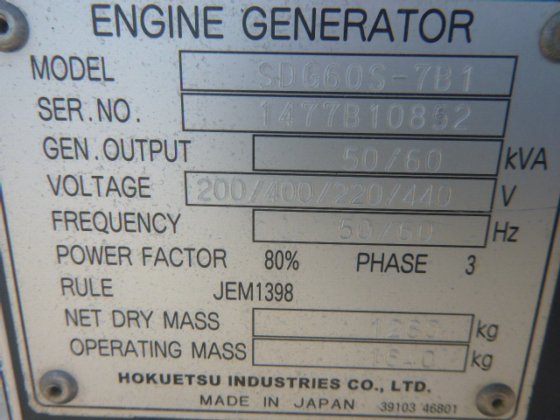 ENGINE GENERATOR
MODEL SDG60S-7B1
SER.NO. 1477B10852
GEN.OUTPUT 50/60 kVA
VOLTAGE 200/400/220/440 V
FREQUENCY 50/60 Hz
POWER FACTOR 80% PHASE 3
RULE JEM1398
NET DRY MASS kg
OPERATING MASS kg
HOKUETSU INDUSTRIES CO., LTD.
MADE IN JAPAN 39103 46801